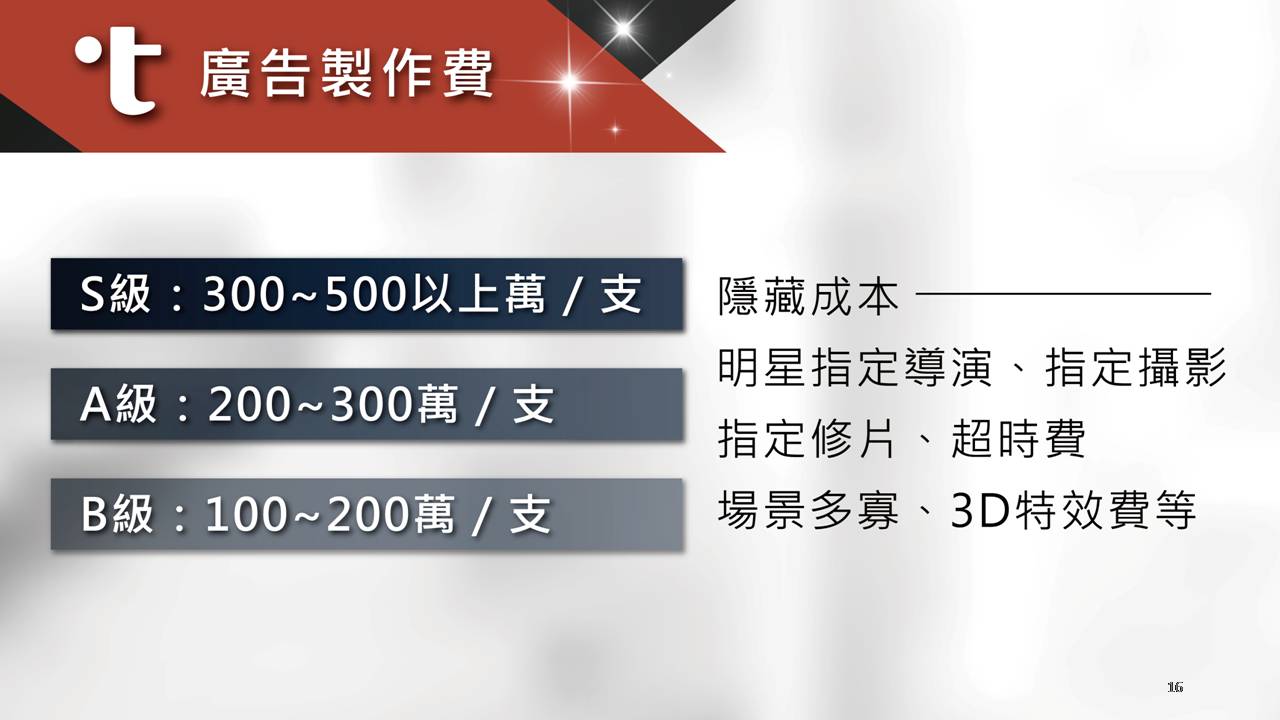 t 廣告製作費
S級：300~500以上萬 / 支
A級：200~300萬 / 支
B級：100~200萬 / 支
隱藏成本
明星指定導演、指定攝影
指定修片、超時費
場景多寡、3D特效費等
16